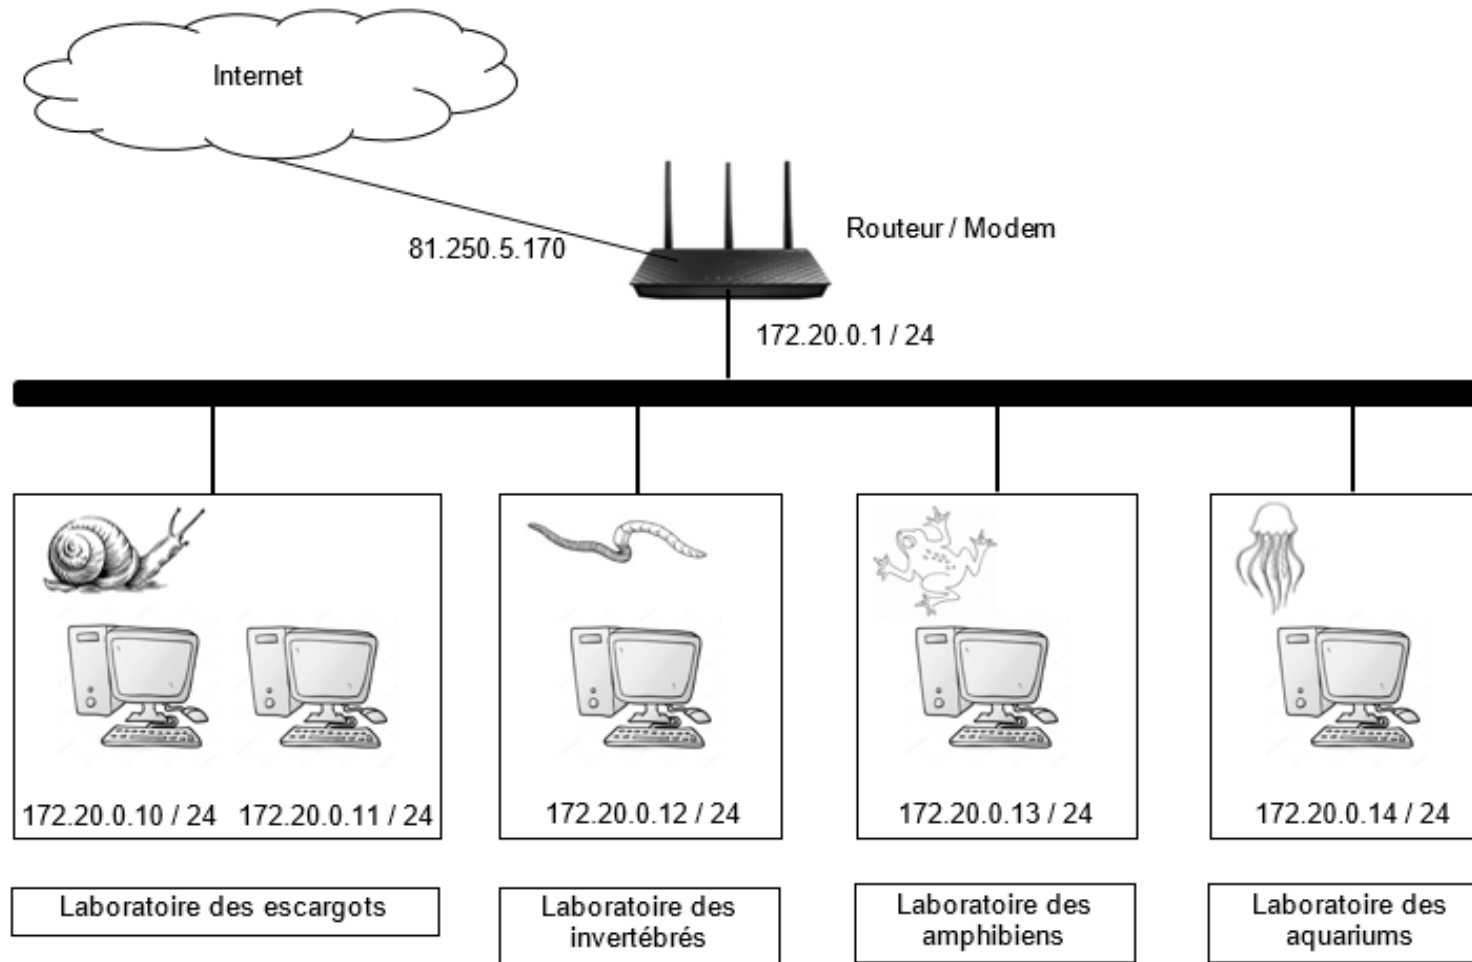 Internet
81.250.5.170
Routeur / Modem
172.20.0.1 / 24
172.20.0.10 / 24
172.20.0.11 / 24
172.20.0.12 / 24
172.20.0.13 / 24
172.20.0.14 / 24
Laboratoire des escargots
Laboratoire des
invertébrés
Laboratoire des
amphibiens
Laboratoire des
aquariums